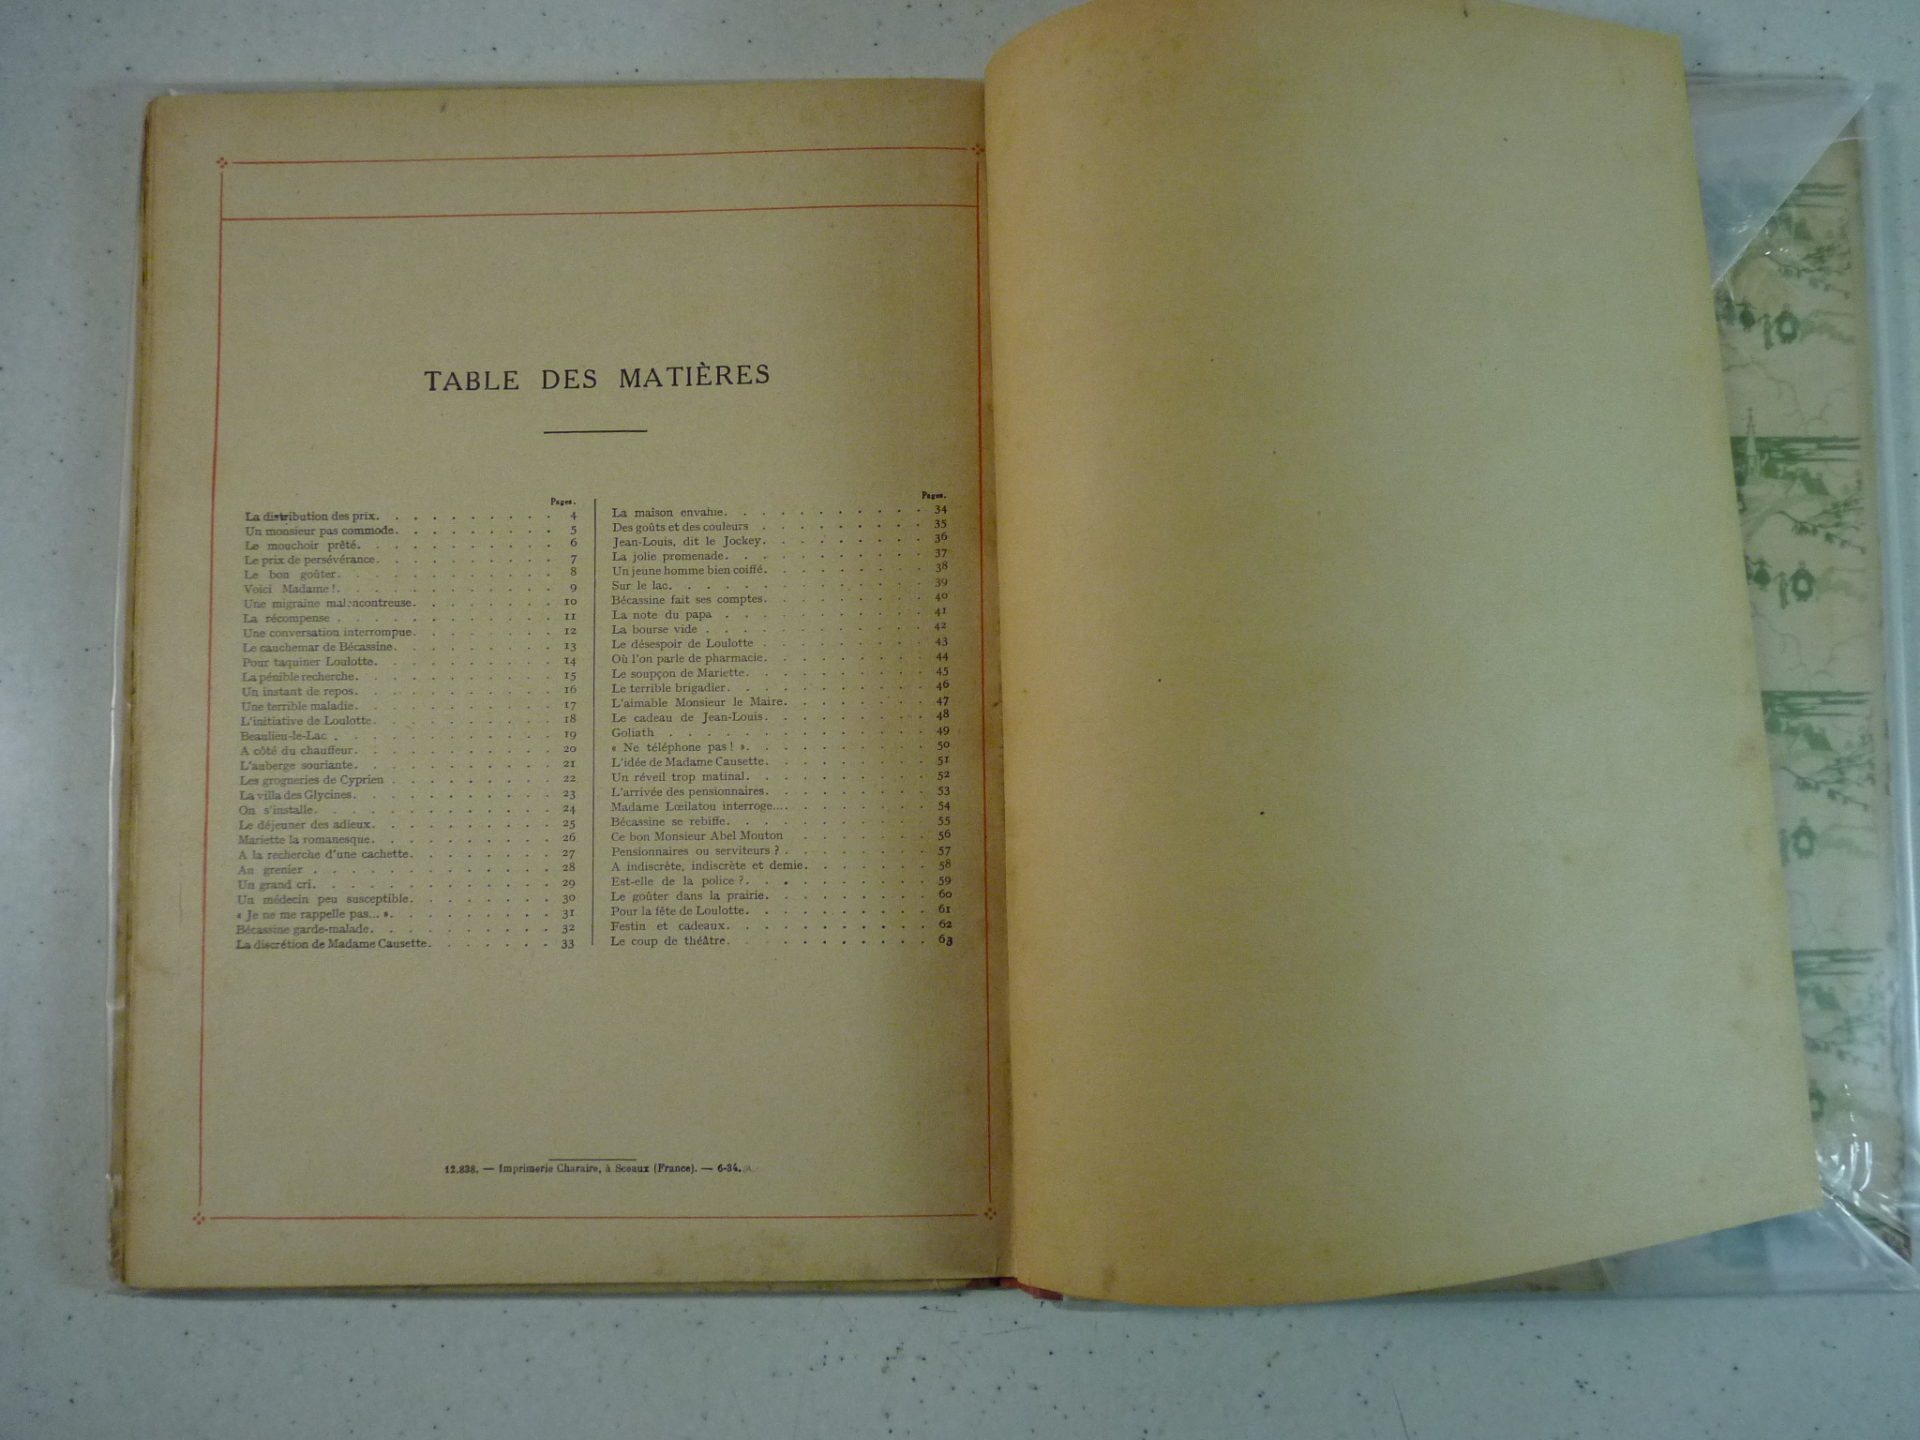 TABLE DES MATIÈRES
Pages.
La distribution des prix. 4
Un monsieur pas commode. 5
Le mouchoir prêté. 6
Le prix de persévérance. 7
Le bon goûter. 8
Voici Madame !. 9
Une migraine malencontreuse. 10
La récompense 11
Une conversation interrompue. 12
Le cauchemar de Bécassine. 13
Pour taquiner Loulotte. 14
La pénible recherche. 15
Un instant de repos. 16
Une terrible maladie. 17
L'initiative de Loulotte. 18
Beaulieu-le-Lac . 19
A côté du chauffeur. 20
L'auberge souriante. 21
Les grogneries de Cyprien . 22
La villa des Glycines. 23
On s'installe. 24
Le déjeuner des adieux. 25
Mariette la romanesque. 26
A la recherche d'une cachette. 27
Au grenier . 28
Un grand cri. 29
Un médecin peu susceptible. 30
« Je ne me rappelle pas... ». 31
Bécassine garde-malade. 32
La discrétion de Madame Causette. 33
Pages.
La maison envahie. 34
Des goûts et des couleurs . 35
Jean-Louis, dit le Jockey. 36
La jolie promenade. 37
Un jeune homme bien coiffé. 38
Sur le lac. 39
Bécassine fait ses comptes. 40
La note du papa . 41
La bourse vide . 42
Le désespoir de Loulotte . 43
Où l'on parle de pharmacie. 44
Le soupçon de Mariette. 45
Le terrible brigadier. 46
L'aimable Monsieur le Maire. 47
Le cadeau de Jean-Louis. 48
Goliath . 49
« Ne téléphone pas ! ». 50
L'idée de Madame Causette. 51
Un réveil trop matinal. 52
L'arrivée des pensionnaires. 53
Madame Lœilatou interroge... 54
Bécassine se rebiffe. 55
Ce bon Monsieur Abel Mouton 56
Pensionnaires ou serviteurs ? . 57
A indiscrète, indiscrète et demie. 58
Est-elle de la police ?. 59
Le goûter dans la prairie. 60
Pour la fête de Loulotte. 61
Festin et cadeaux. 62
Le coup de théâtre. 63
12.838. — Imprimerie Charaire, à Sceaux (France). — 6-34.